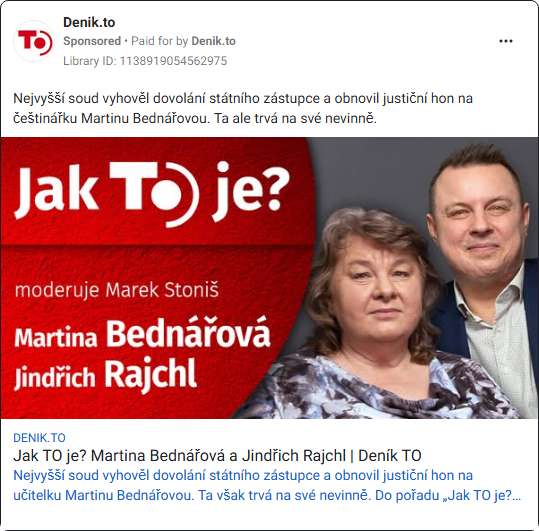 Denik.to
Sponsored • Paid for by Denik.to
Library ID: 1138919054562975
Nejvyšší soud vyhověl dovolání státního zástupce a obnovil justiční hon na
češtinářku Martinu Bednářovou. Ta ale trvá na své nevinně.
Jak TO je?
moderuje Marek Stoniš
Martina Bednářová
Jindřich Rajchl
DENIK.TO
Jak TO je? Martina Bednářová a Jindřich Rajchl | Deník TO
Nejvyšší soud vyhověl dovolání státního zástupce a obnovil justiční hon na
učitelku Martinu Bednářovou. Ta však trvá na své nevinně. Do pořadu „Jak TO je?...